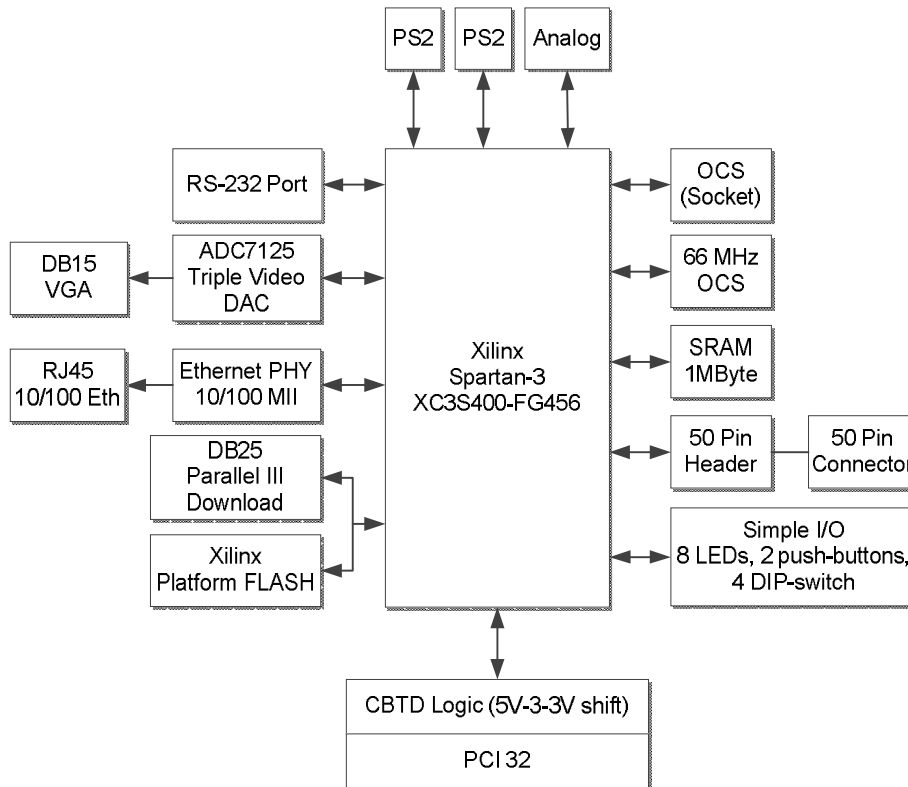 PS2
PS2
Analog
RS-232 Port
OCS
(Socket)
DB15
VGA
ADC7125
Triple Video
DAC
66 MHz
OCS
RJ45
10/100 Eth
Ethernet PHY
10/100 MII
Xilinx
Spartan-3
XC3S400-FG456
SRAM
1MByte
DB25
Parallel III
Download
50 Pin
Header
50 Pin
Connector
Xilinx
Platform FLASH
Simple I/O
8 LEDs, 2 push-buttons,
4 DIP-switch
CBTD Logic (5V-3-3V shift)
PCI 32